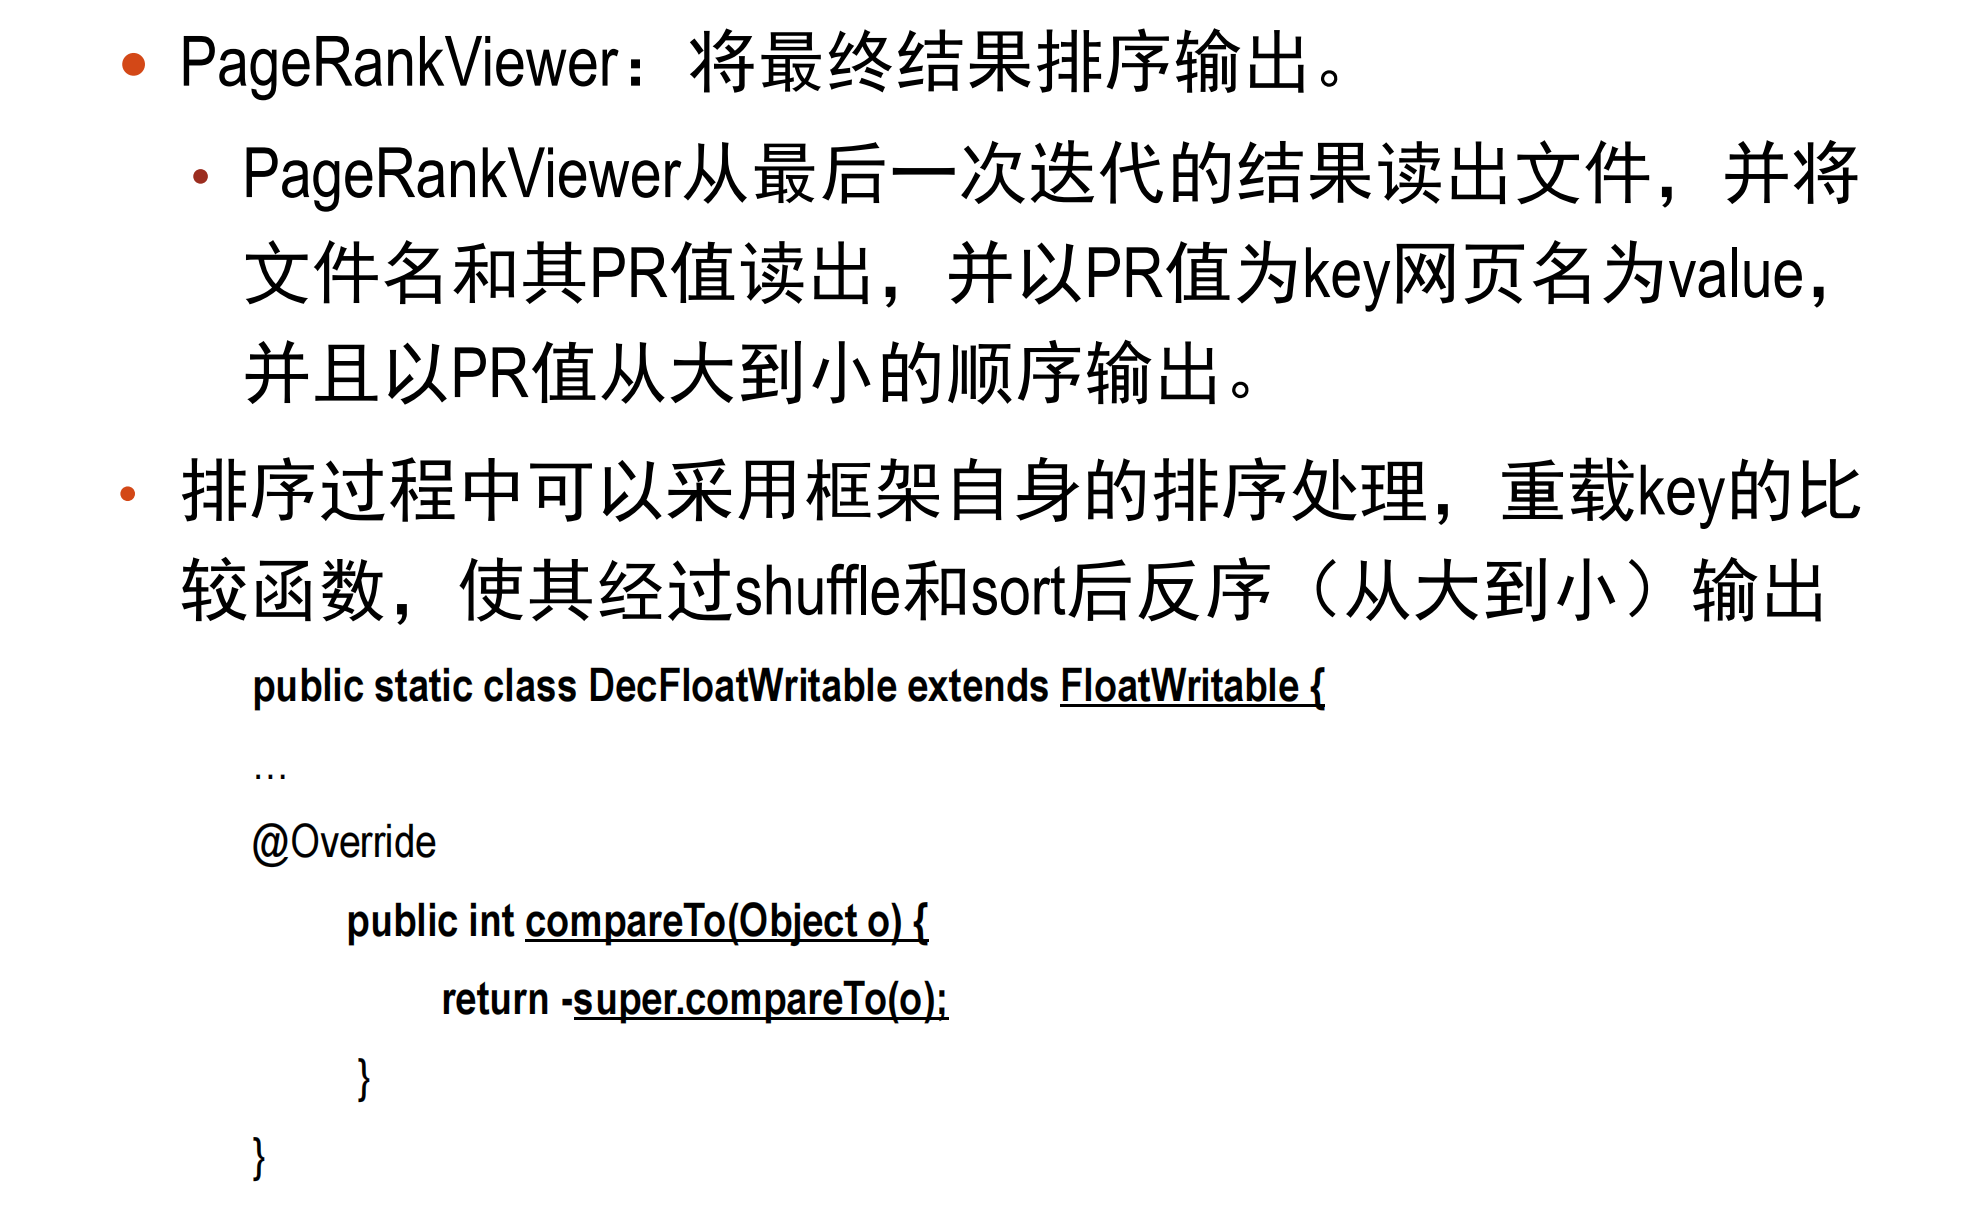 • PageRankViewer：将最终结果排序输出。
• PageRankViewer从最后一次迭代的结果读出文件，并将
文件名和其PR值读出，并以PR值为key网页名为value，
并且以PR值从大到小的顺序输出。
• 排序过程中可以采用框架自身的排序处理，重载key的比
较函数，使其经过shuffle和sort后反序（从大到小）输出
public static class DecFloatWritable extends FloatWritable {
…
@Override
public int compareTo(Object o) {
return -super.compareTo(o);
}
}